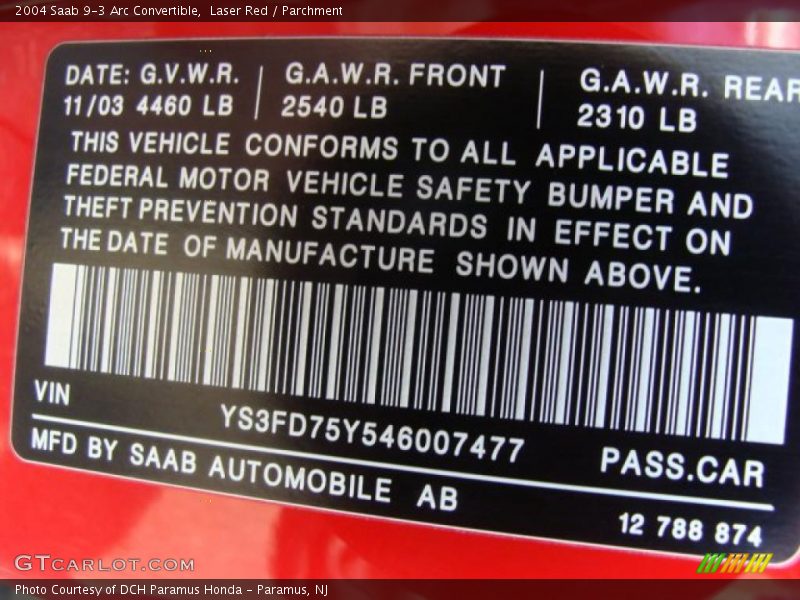 2004 Saab 9-3 Arc Convertible,  Laser Red / Parchment
DATE: G.V.W.R. G.A.W.R. FRONT G.A.W.R. REAR
11/03 4460 LB 2540 LB 2310 LB
THIS VEHICLE CONFORMS TO ALL APPLICABLE
FEDERAL MOTOR VEHICLE SAFETY BUMPER AND
THEFT PREVENTION STANDARDS IN EFFECT ON
THE DATE OF MANUFACTURE SHOWN ABOVE.
VIN
YS3FD75Y546007477
PASS.CAR
MFD BY SAAB AUTOMOBILE AB
12 788 874
GTCARLOT.COM
Photo Courtesy of DCH Paramus Honda - Paramus, NJ